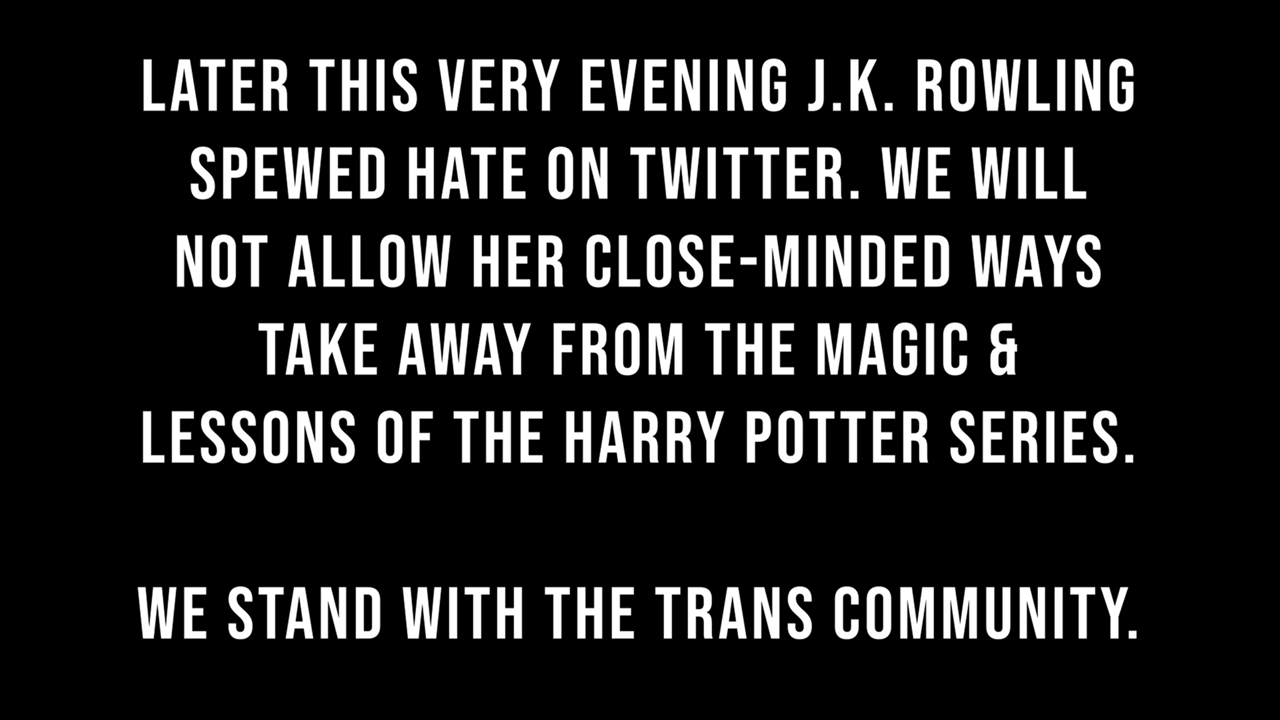 LATER THIS VERY EVENING J.K. ROWLING
SPEWED HATE ON TWITTER. WE WILL
NOT ALLOW HER CLOSE-MINDED WAYS
TAKE AWAY FROM THE MAGIC &
LESSONS OF THE HARRY POTTER SERIES.
WE STAND WITH THE TRANS COMMUNITY.